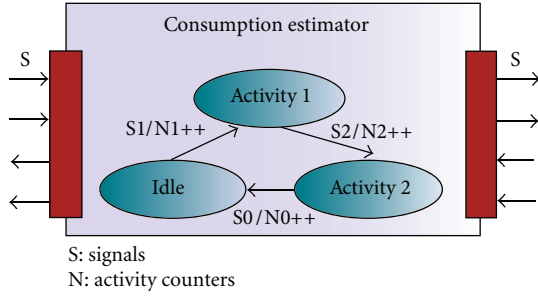 Consumption estimator
S
S
Activity 1
S1/N1++
S2/N2++
Idle
Activity 2
S0/N0++
S: signals
N: activity counters